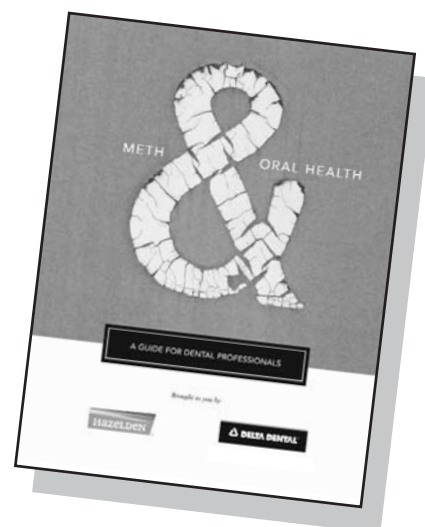 METH
&
ORAL HEALTH
A GUIDE FOR DENTAL PROFESSIONALS
Brought to you by
HAZELDEN
DELTA DENTAL